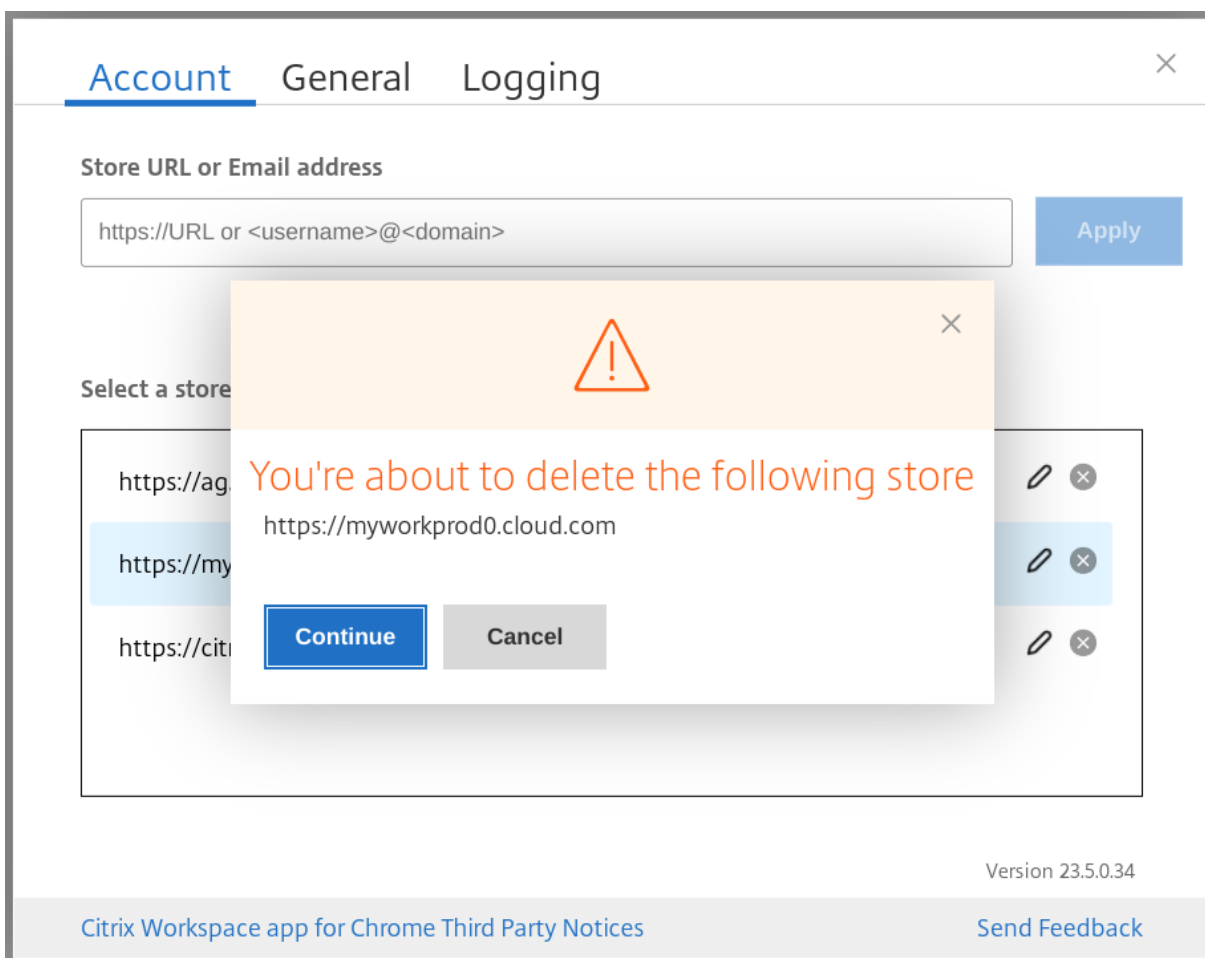 Account General Logging
Store URL or Email address
https://URL or <username>@<domain>
Apply
Select a store
https://ag.
You're about to delete the following store
https://my
https://myworkprod0.cloud.com
https://cit
Continue Cancel
Version 23.5.0.34
Citrix Workspace app for Chrome Third Party Notices
Send Feedback